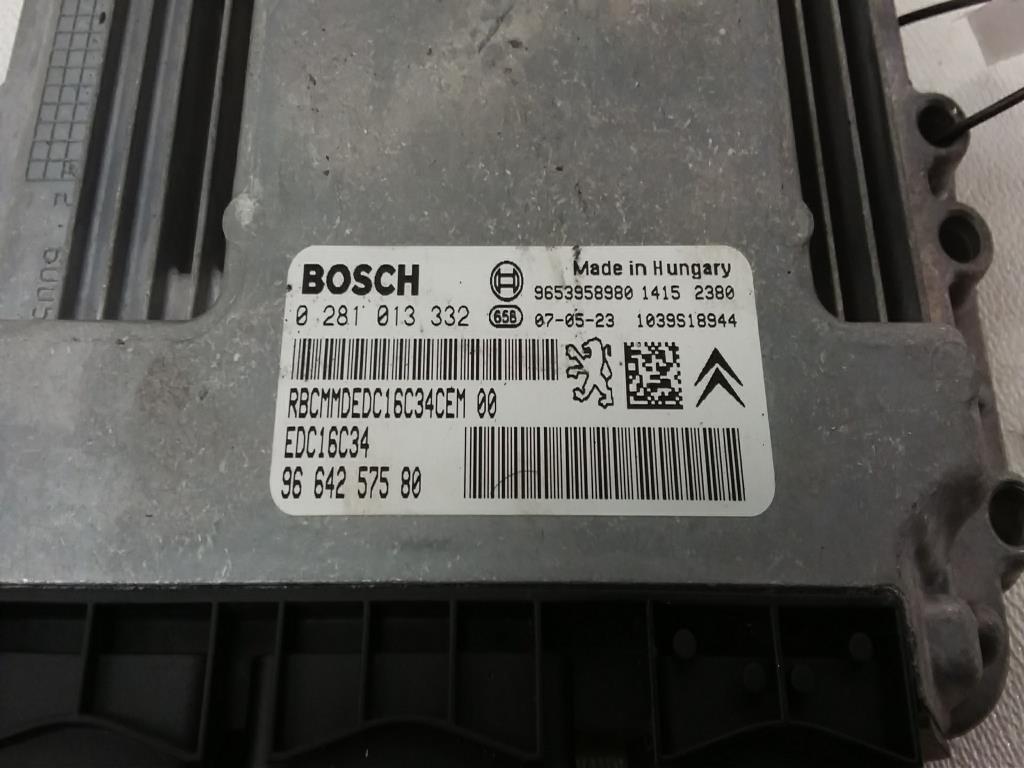 BOSCH
Made in Hungary
9653958980 1415 2380
0 281 013 332
65B
07-05-23 1039S18944
RBCMMDEDC16C34CEM 00
EDC16C34
96 642 575 80